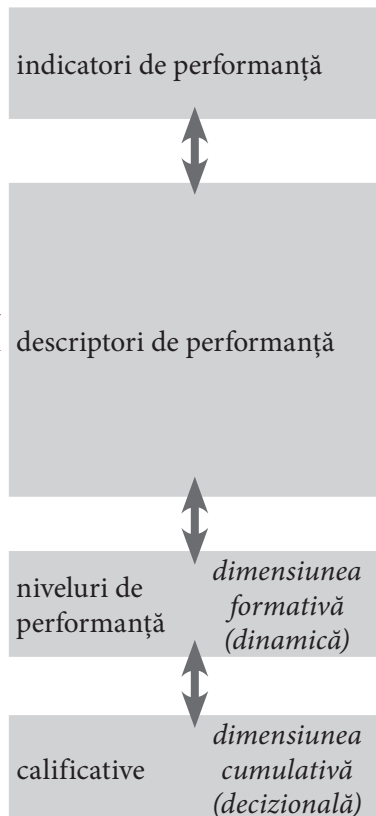 indicatori de performanță
descriptori de performanță
niveluri de
performanță
dimensiunea
formativă
(dinamică)
calificative
dimensiunea
cumulativă
(decizională)